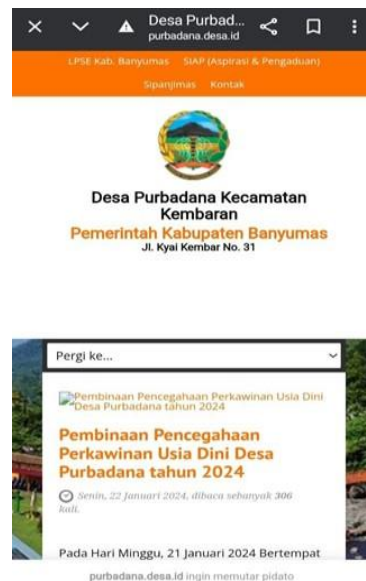 Desa Purbad...
purbadana.desa.id
LPSE Kab. Banyumas SIAP (Aspirasi & Pengaduan)
Sipanjimas Kontak
Desa Purbadana Kecamatan
Kembaran
Pemerintah Kabupaten Banyumas
Jl. Kyai Kembar No. 31
Pergi ke...
Pembinaan Pencegahaan Perkawinan Usia Dini
Desa Purbadana tahun 2024
Pembinaan Pencegahaan
Perkawinan Usia Dini Desa
Purbadana tahun 2024
Senin, 22 Januari 2024, dibaca sebanyak 306
kali.
Pada Hari Minggu, 21 Januari 2024 Bertempat
purbadana.desa.id ingin memutar pidato